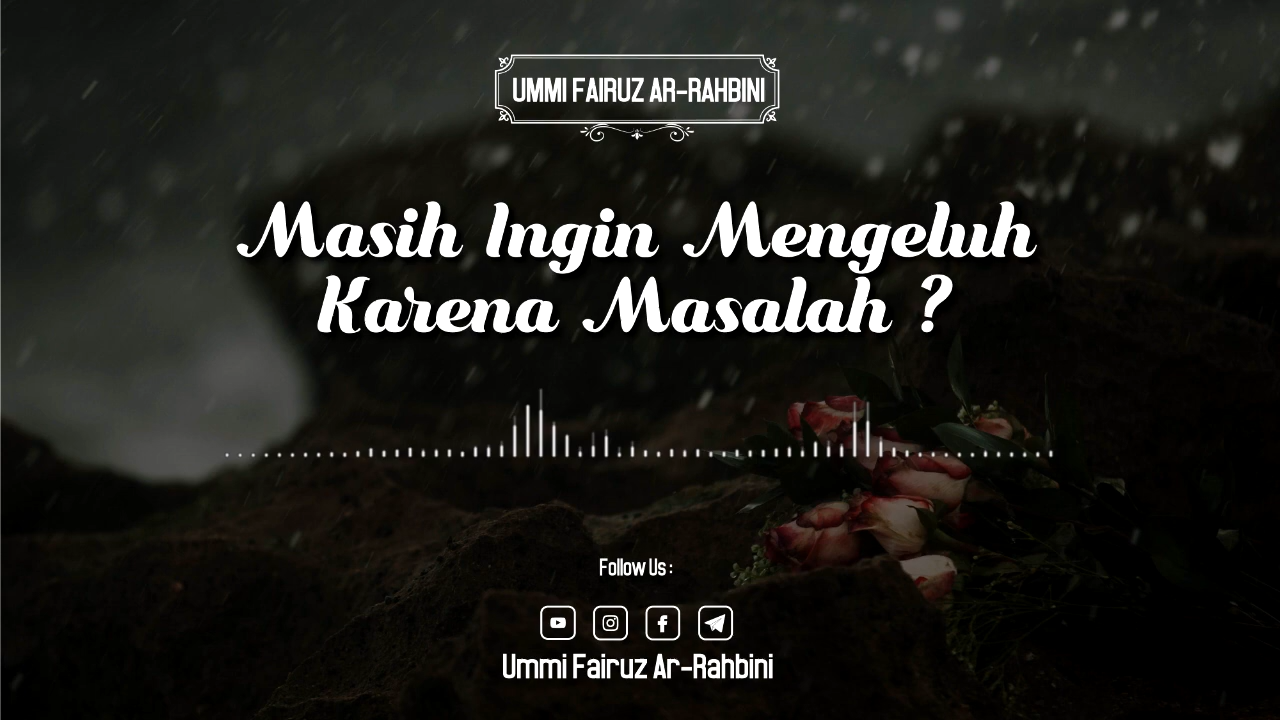 UMMI FAIRUZ AR-RAHBINI
Masih Ingin Mengeluh
Karena Masalah ?
Follow Us :
Ummi Fairuz Ar-Rahbini